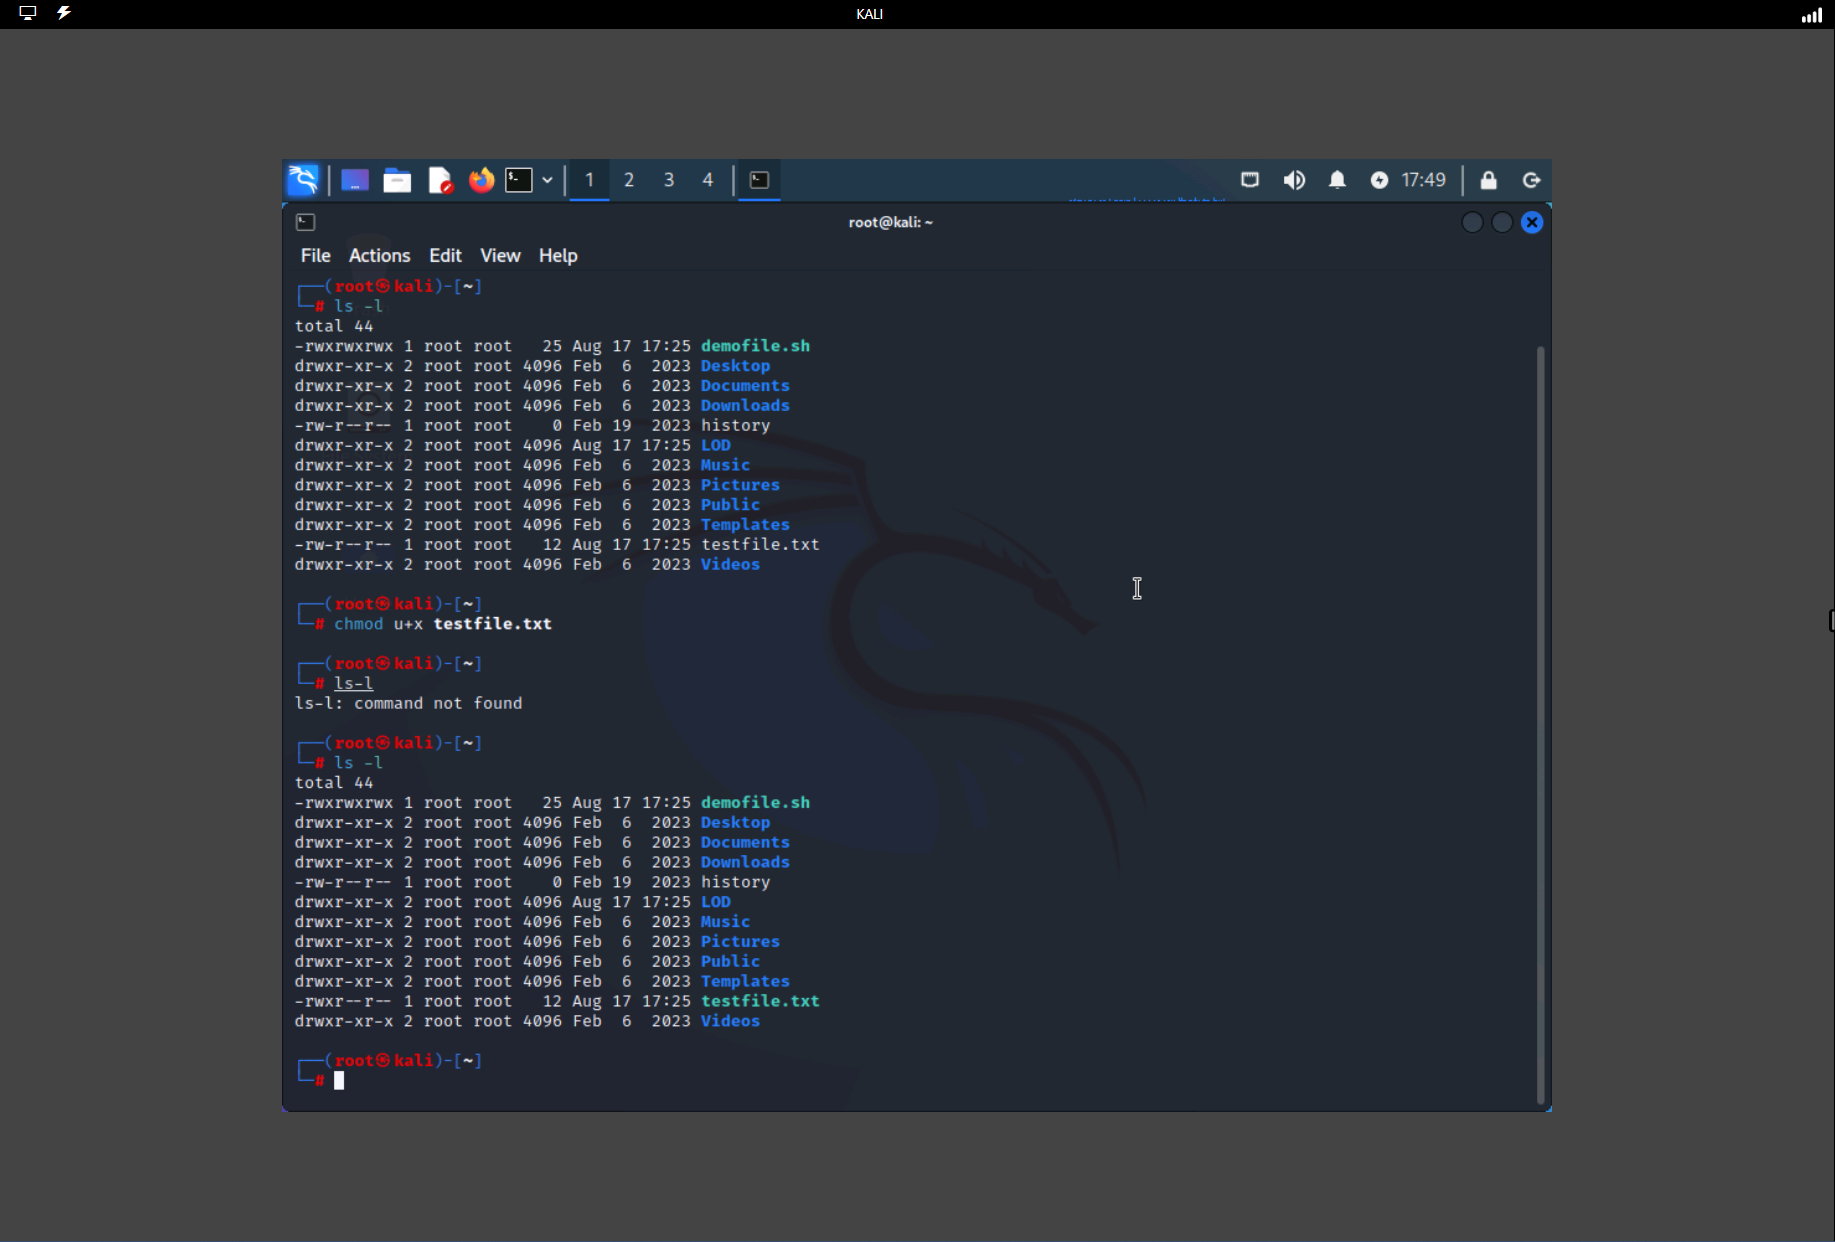 KALI
1 2 3 4 17:49
root@kali: ~
File Actions Edit View Help
┌──(root㉿kali)-[~]
└─# ls -l
total 44
-rwxrwxrwx 1 root root   25 Aug 17 17:25 demofile.sh
drwxr-xr-x 2 root root 4096 Feb  6  2023 Desktop
drwxr-xr-x 2 root root 4096 Feb  6  2023 Documents
drwxr-xr-x 2 root root 4096 Feb  6  2023 Downloads
-rw-r--r-- 1 root root    0 Feb 19  2023 history
drwxr-xr-x 2 root root 4096 Aug 17 17:25 LOD
drwxr-xr-x 2 root root 4096 Feb  6  2023 Music
drwxr-xr-x 2 root root 4096 Feb  6  2023 Pictures
drwxr-xr-x 2 root root 4096 Feb  6  2023 Public
drwxr-xr-x 2 root root 4096 Feb  6  2023 Templates
-rw-r--r-- 1 root root   12 Aug 17 17:25 testfile.txt
drwxr-xr-x 2 root root 4096 Feb  6  2023 Videos
┌──(root㉿kali)-[~]
└─# chmod u+x testfile.txt
┌──(root㉿kali)-[~]
└─# ls-l
ls-l: command not found
┌──(root㉿kali)-[~]
└─# ls -l
total 44
-rwxrwxrwx 1 root root   25 Aug 17 17:25 demofile.sh
drwxr-xr-x 2 root root 4096 Feb  6  2023 Desktop
drwxr-xr-x 2 root root 4096 Feb  6  2023 Documents
drwxr-xr-x 2 root root 4096 Feb  6  2023 Downloads
-rw-r--r-- 1 root root    0 Feb 19  2023 history
drwxr-xr-x 2 root root 4096 Aug 17 17:25 LOD
drwxr-xr-x 2 root root 4096 Feb  6  2023 Music
drwxr-xr-x 2 root root 4096 Feb  6  2023 Pictures
drwxr-xr-x 2 root root 4096 Feb  6  2023 Public
drwxr-xr-x 2 root root 4096 Feb  6  2023 Templates
-rwxr--r-- 1 root root   12 Aug 17 17:25 testfile.txt
drwxr-xr-x 2 root root 4096 Feb  6  2023 Videos
┌──(root㉿kali)-[~]
└─#